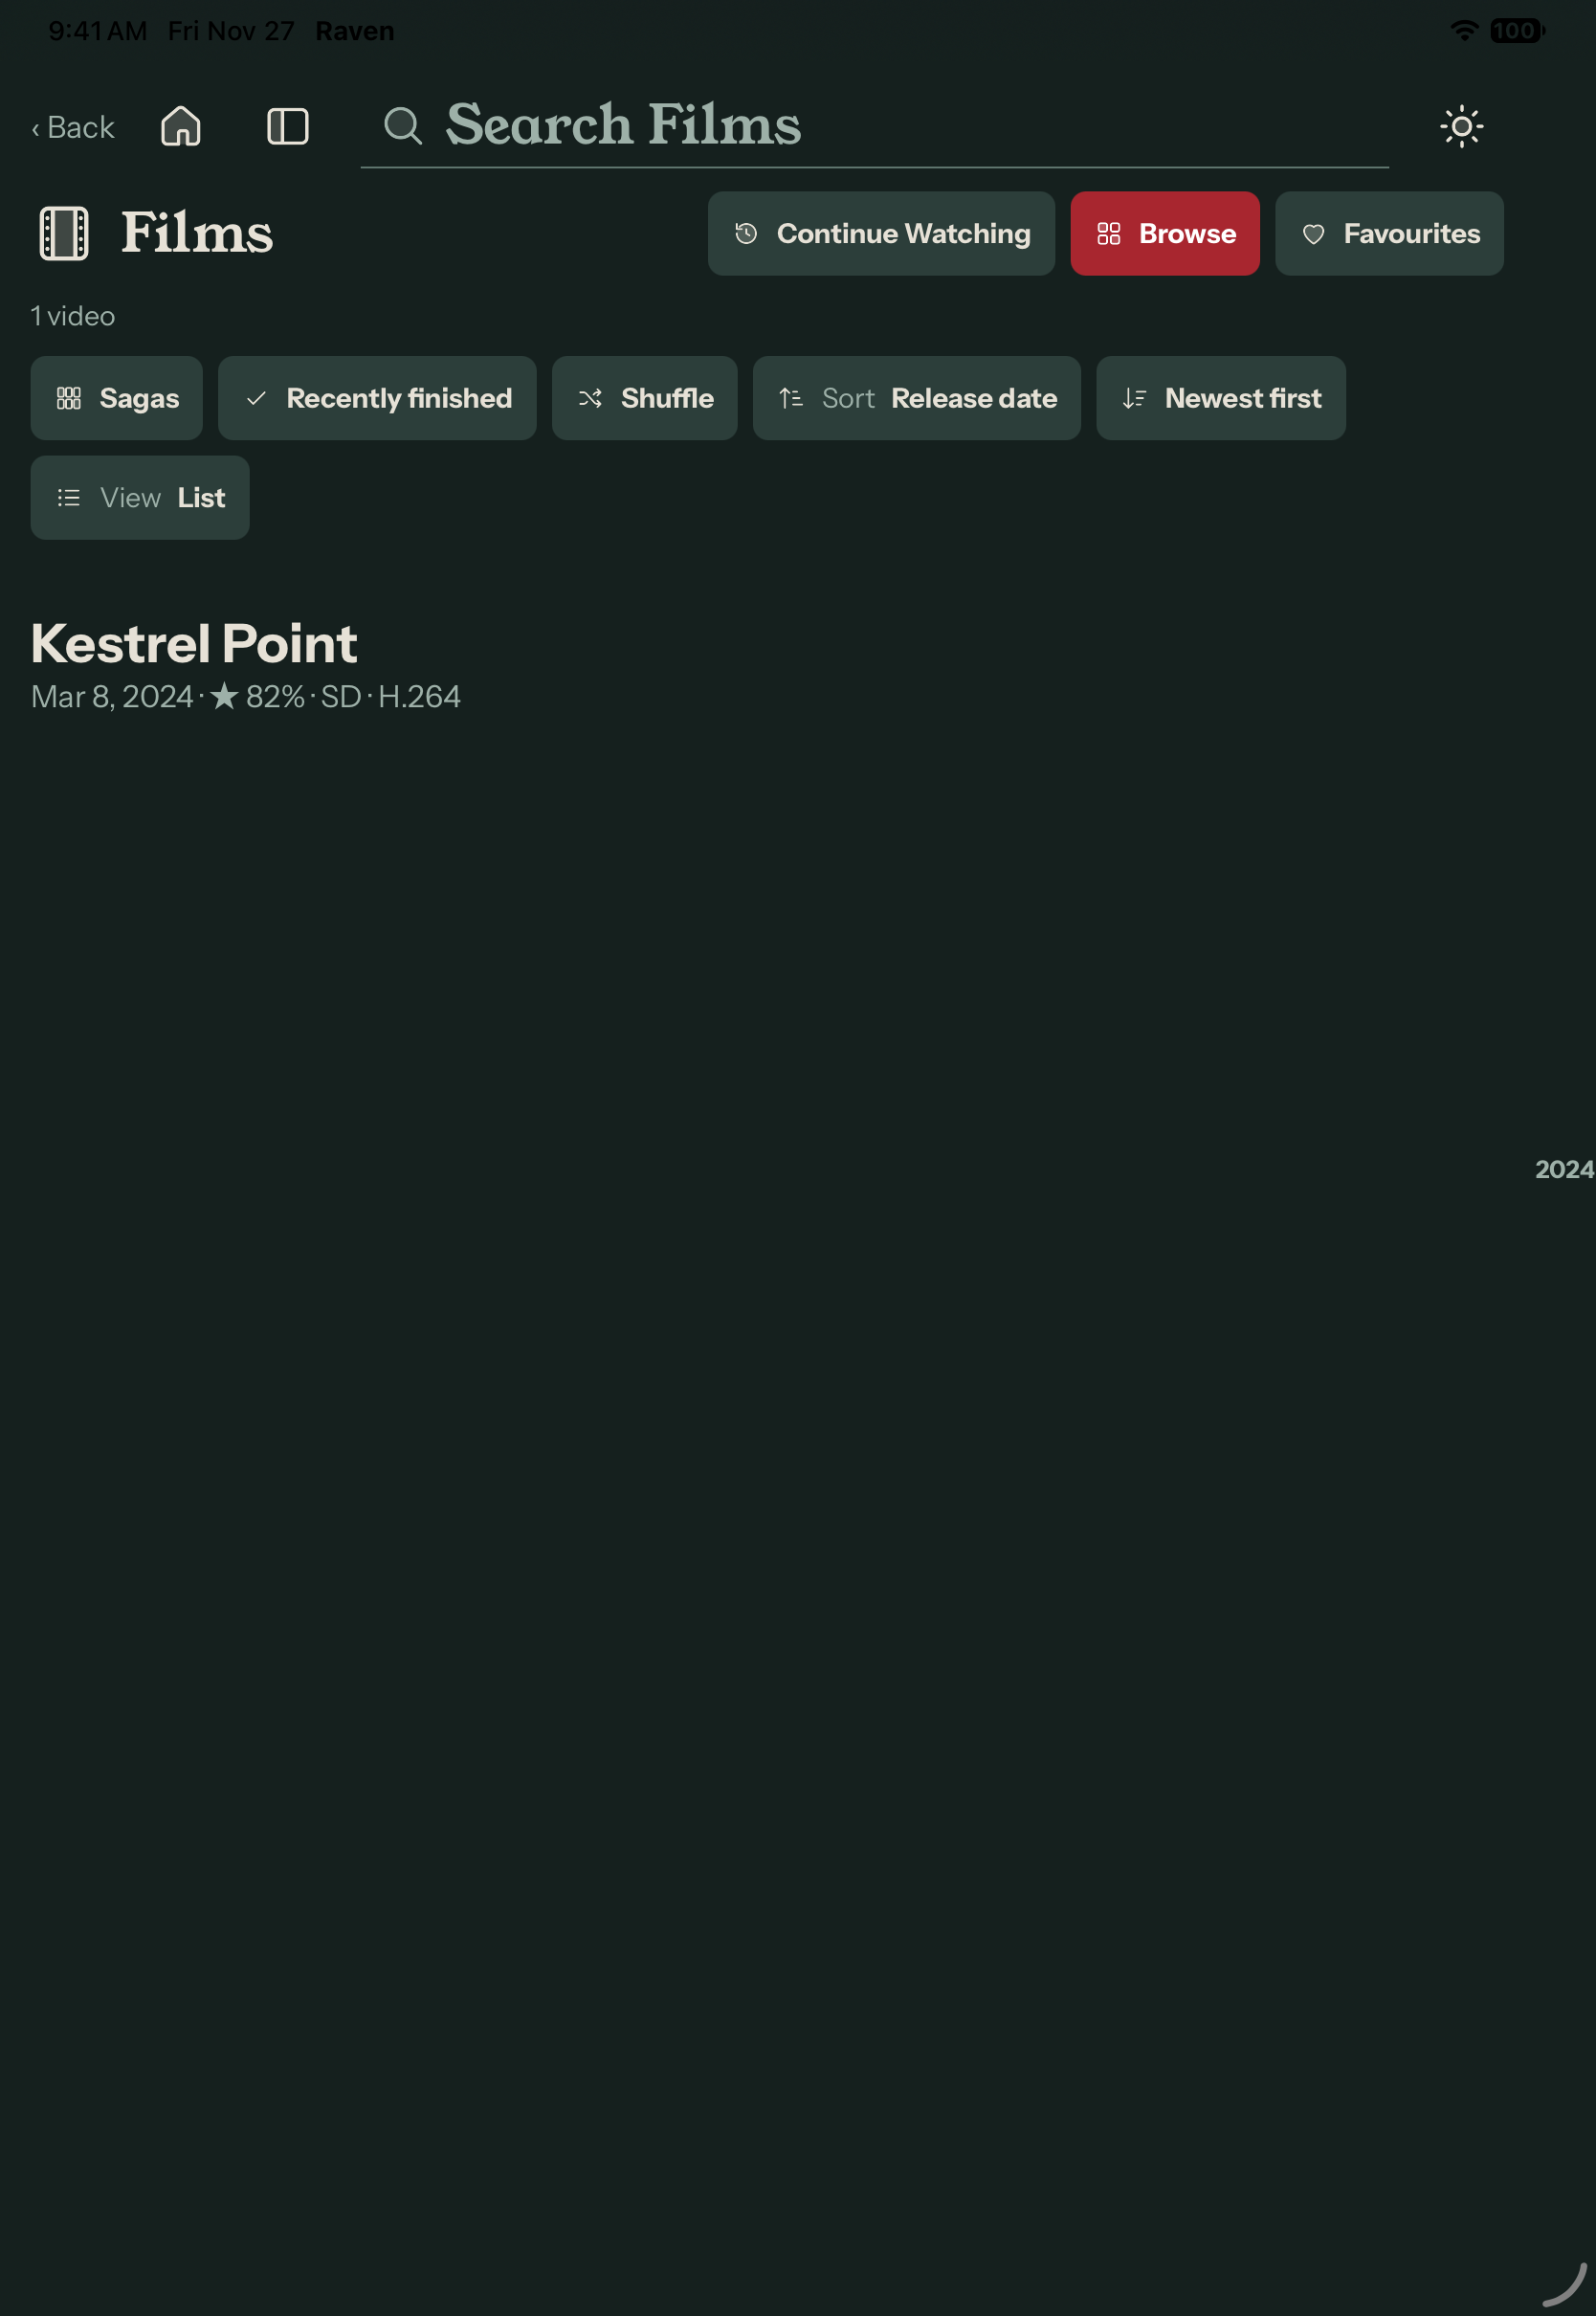 9:41 AM Fri Nov 27 Raven 100
‹ Back Search Films
Films Continue Watching Browse Favourites
1 video
Sagas Recently finished Shuffle Sort Release date Newest first
View List
Kestrel Point
Mar 8, 2024 · ★ 82% · SD · H.264
2024